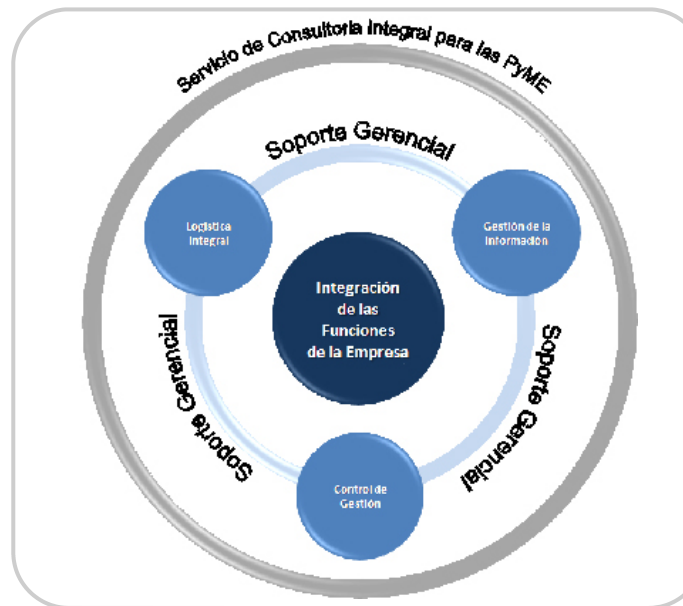 Servicio de Consultoria Integral para las PyME
Soporte Gerencial
Logística
Integral
Gestión de la
Información
Integración
de las
Funciones
de la Empresa
Soporte Gerencial
Soporte Gerencial
Control de
Gestión